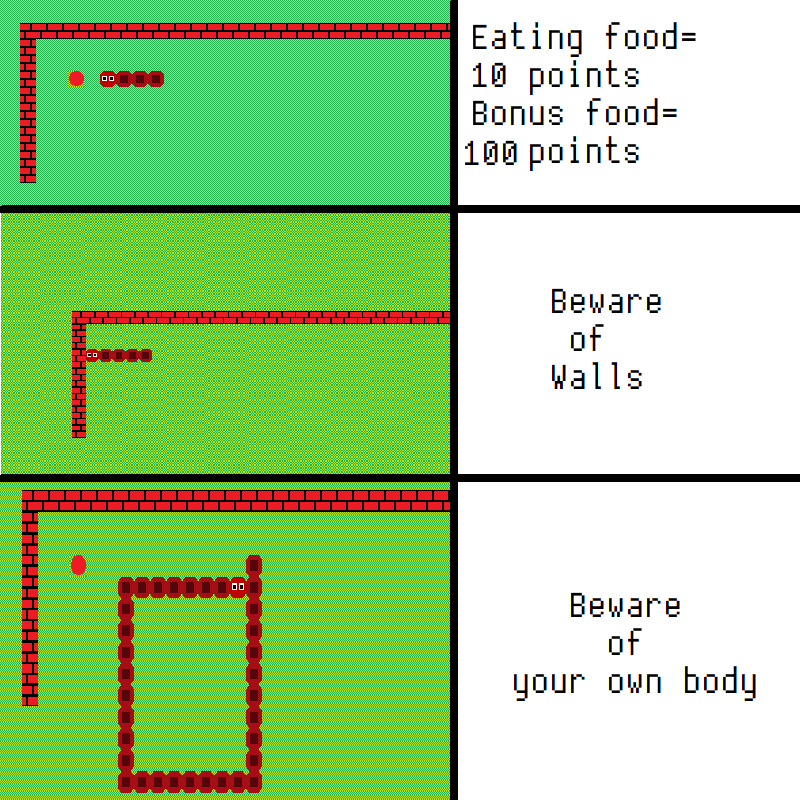 Eating food=
10 points
Bonus food=
100 points
Beware
of
Walls
Beware
of
your own body